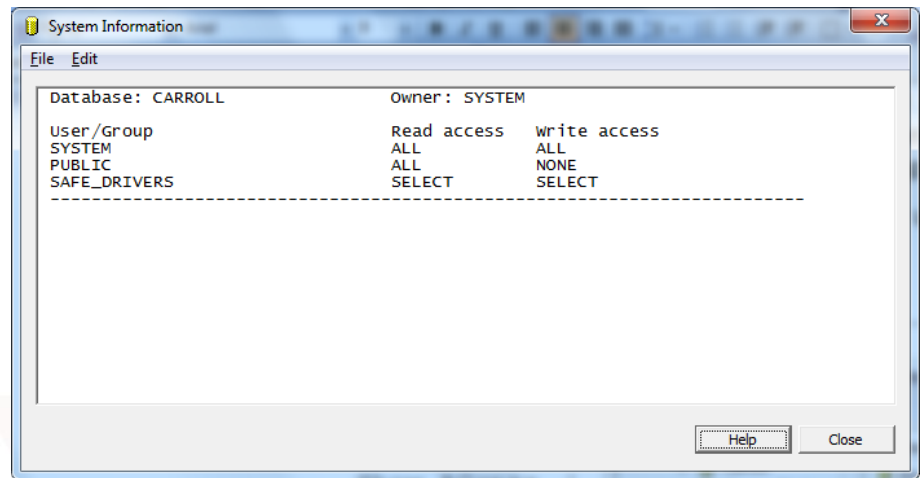 System Information
File Edit
Database: CARROLL Owner: SYSTEM
User/Group Read access Write access
SYSTEM ALL ALL
PUBLIC ALL NONE
SAFE_DRIVERS SELECT SELECT
--------------------------------------------------------------------------
Help Close